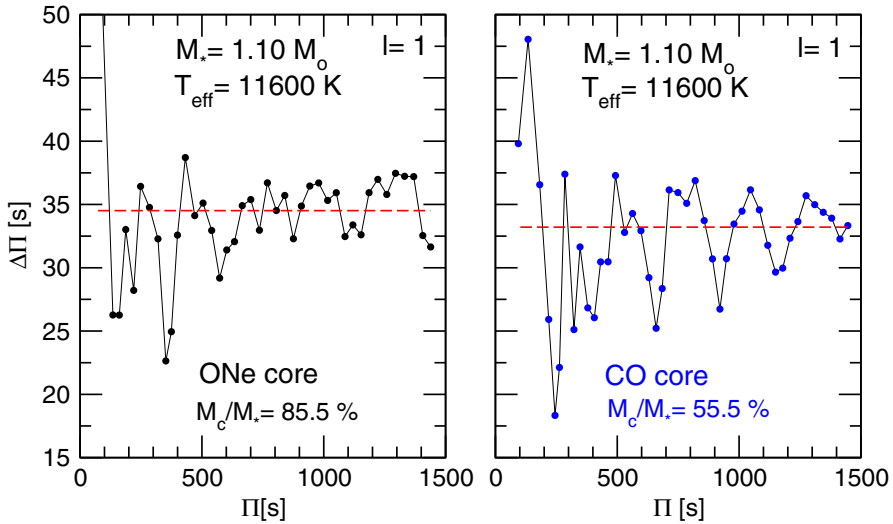 50
45
40
35
30
25
20
15
ΔΠ [s]
M* = 1.10 Mo
l= 1
Teff= 11600 K
ONe core
Mc/M*= 85.5 %
0
500
1000
1500
Π[s]
M* = 1.10 Mo
l= 1
Teff= 11600 K
CO core
Mc/M*= 55.5 %
0
500
1000
1500
Π [s]